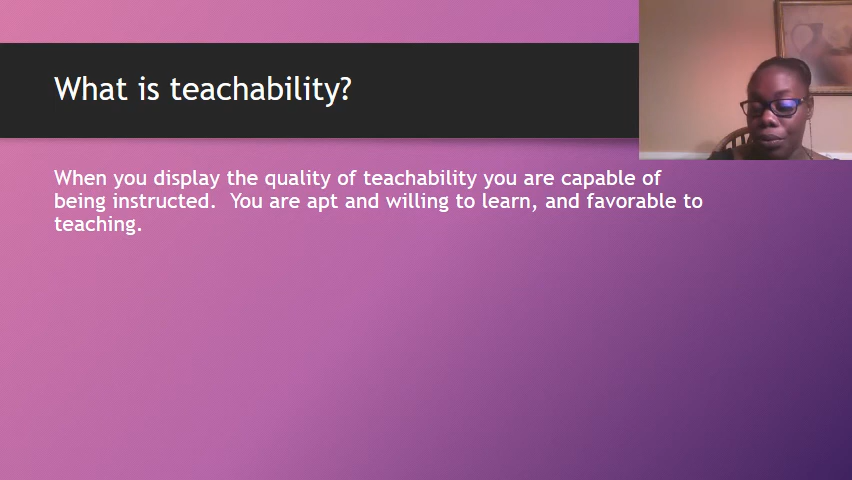 What is teachability?
When you display the quality of teachability you are capable of
being instructed.  You are apt and willing to learn, and favorable to
teaching.